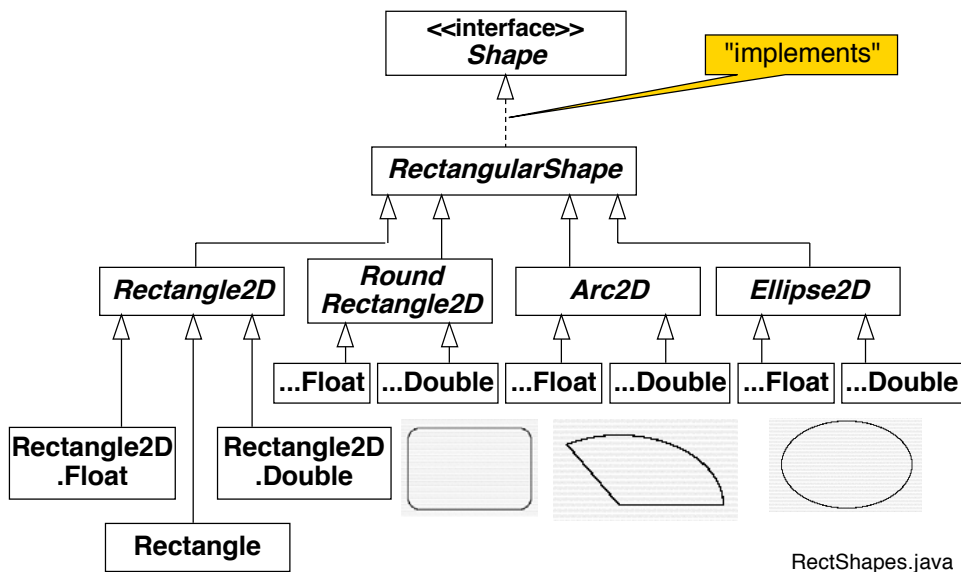 <<interface>>
Shape
"implements"
RectangularShape
Rectangle2D
Round
Rectangle2D
Arc2D
Ellipse2D
...Float
...Double
...Float
...Double
...Float
...Double
Rectangle2D
.Float
Rectangle2D
.Double
Rectangle
RectShapes.java